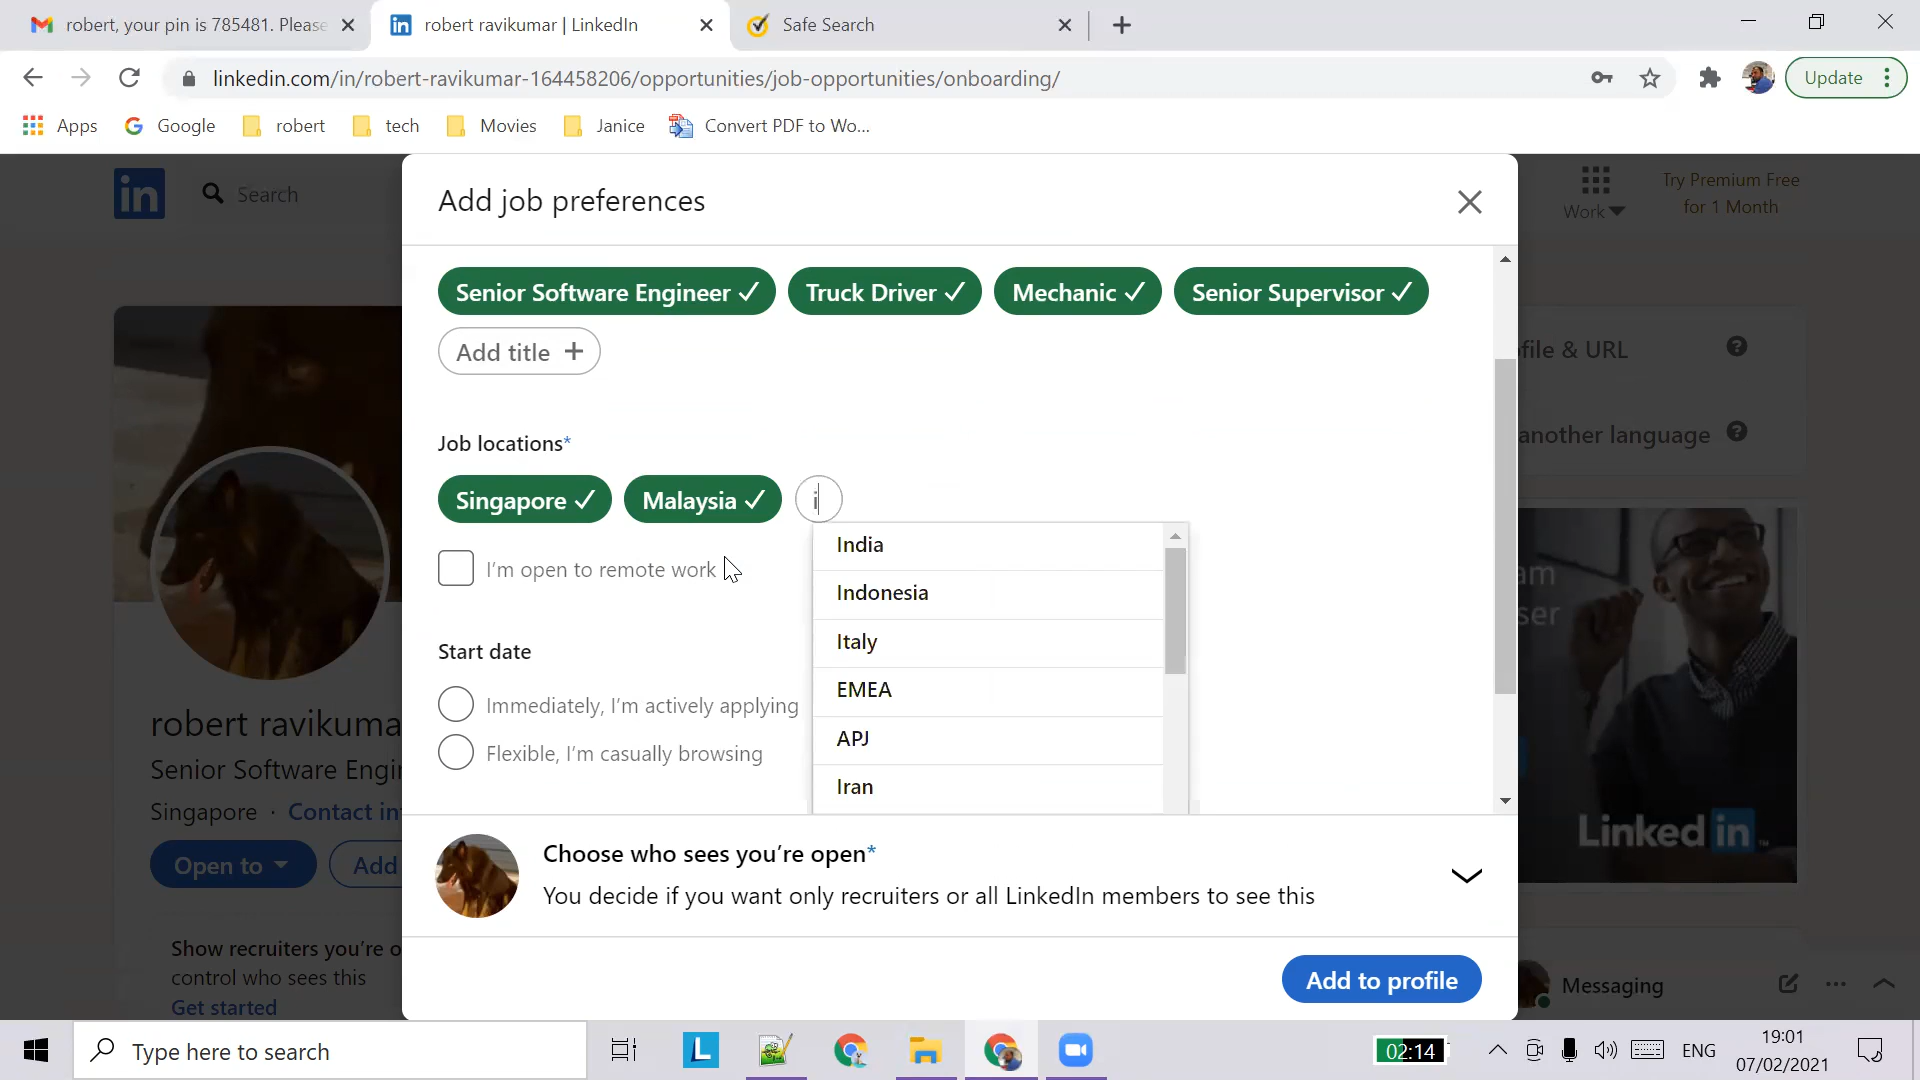 robert, your pin is 785481. Please
robert ravikumar | LinkedIn
Safe Search
linkedin.com/in/robert-ravikumar-164458206/opportunities/job-opportunities/onboarding/
Update
Apps
Google
robert
tech
Movies
Janice
Convert PDF to Wo...
in
Search
Add job preferences
Work
Try Premium Free
for 1 Month
Senior Software Engineer
Truck Driver
Mechanic
Senior Supervisor
Add title +
ofile & URL
another language
Job locations*
Singapore
Malaysia
i
India
Indonesia
Italy
EMEA
APJ
Iran
I'm open to remote work
Start date
Immediately, I'm actively applying
Flexible, I'm casually browsing
am
ser
Linked in
robert ravikuma
Senior Software Engi
Singapore · Contact in
Open to
Add
Choose who sees you're open*
You decide if you want only recruiters or all LinkedIn members to see this
Show recruiters you're o
control who sees this
Get started
Add to profile
Messaging
Type here to search
L
02:14
ENG
19:01
07/02/2021